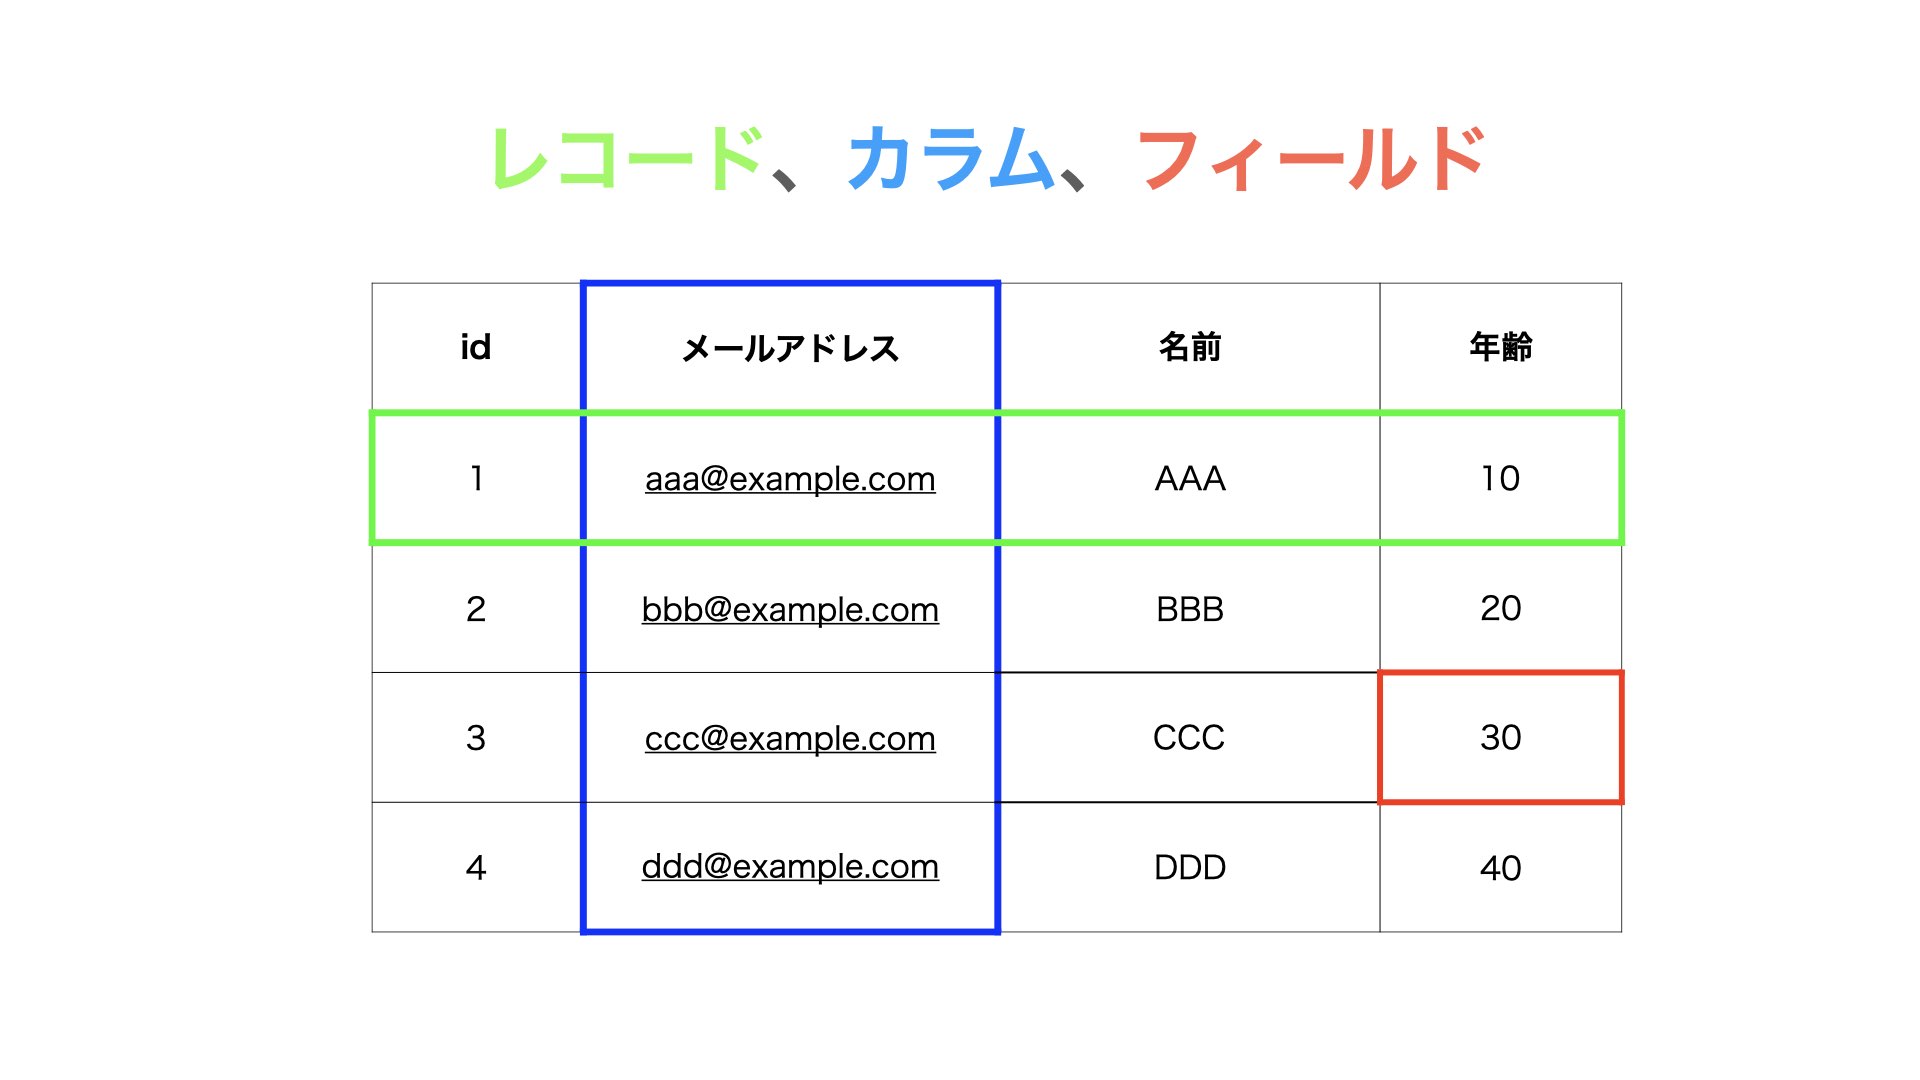 レコード、カラム、フィールド
id メールアドレス 名前 年齢
1 aaa@example.com AAA 10
2 bbb@example.com BBB 20
3 ccc@example.com CCC 30
4 ddd@example.com DDD 40